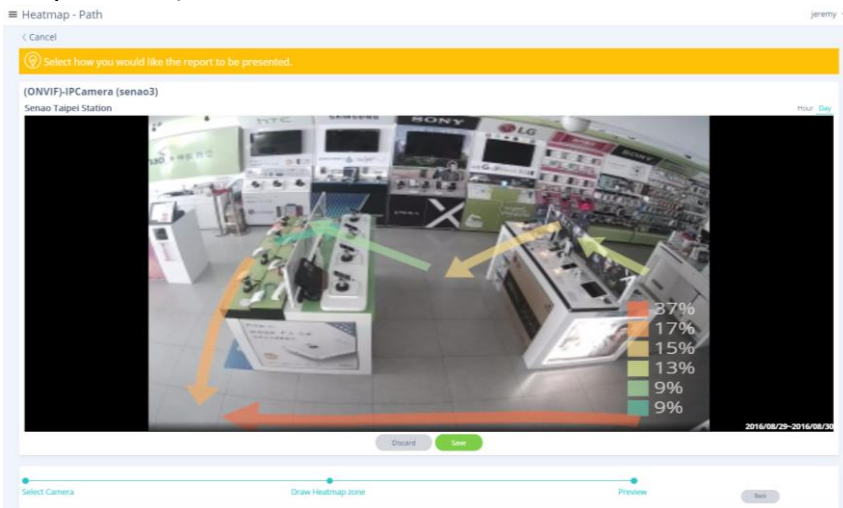 Heatmap - Path
jeremy
< Cancel
Select how you would like the report to be presented.
(ONVIF)-IPCamera (senao3)
Senao Taipei Station
Hour Day
hTC
SAMSUNG
SONY
LG
SONY
37%
17%
15%
13%
9%
9%
2016/08/29~2016/08/30
Discard Save
Select Camera
Draw Heatmap zone
Preview
Back